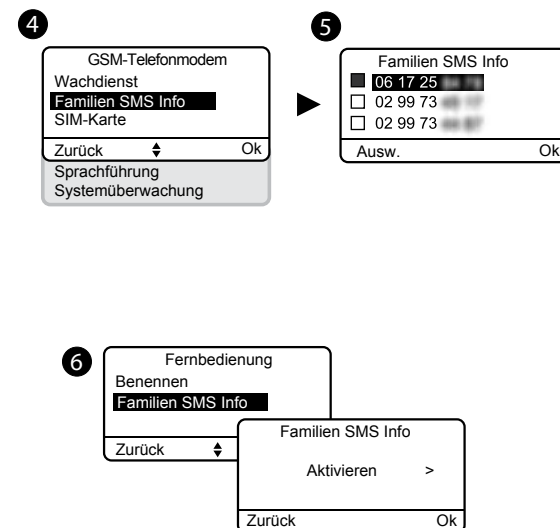 4
GSM-Telefonmodem
Wachdienst
Familien SMS Info
SIM-Karte
Zurück Ok
Sprachführung
Systemüberwachung
5
Familien SMS Info
06 17 25
02 99 73
02 99 73
Ausw. Ok
6
Fernbedienung
Benennen
Familien SMS Info
Zurück
Familien SMS Info
Aktivieren >
Zurück Ok